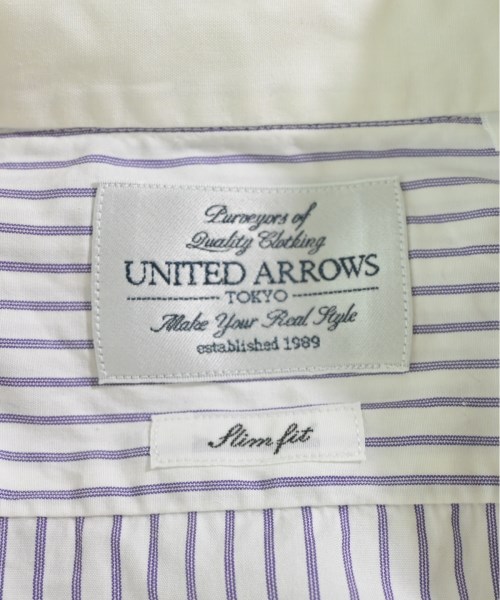 Purveyors of
Quality Clothing
UNITED ARROWS
TOKYO
Make Your Real Style
established 1989
Slim fit